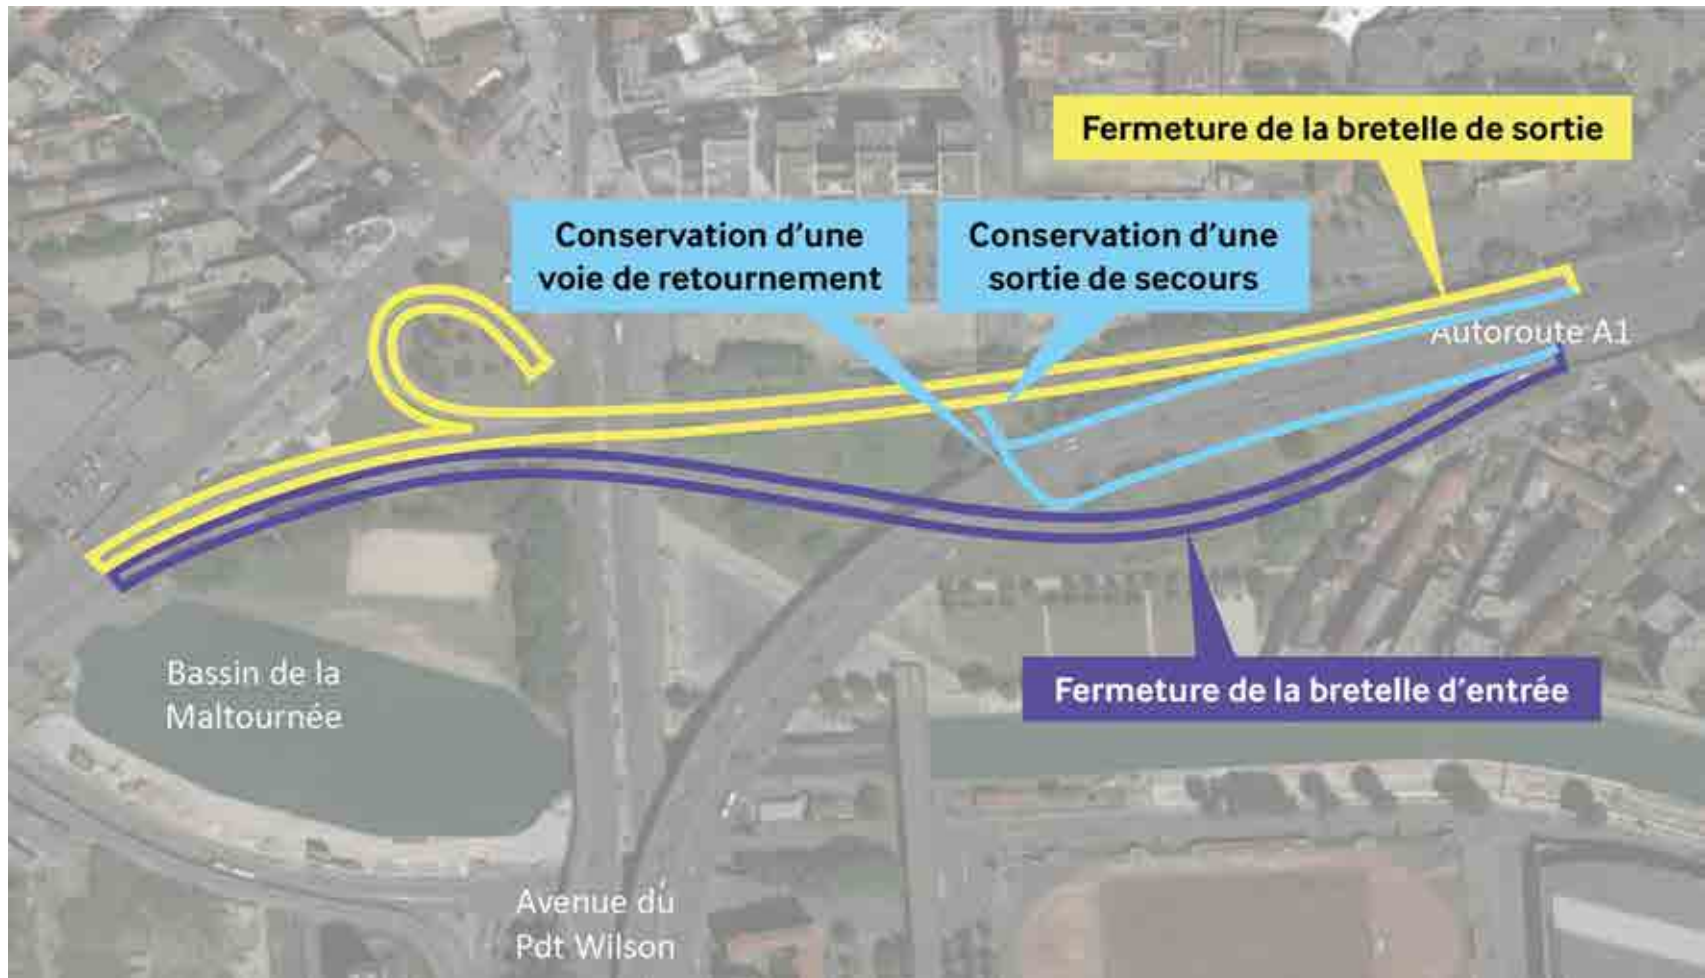 Fermeture de la bretelle de sortie
Conservation d'une
voie de retournement
Conservation d'une
sortie de secours
Autoroute A1
Bassin de la
Maltournée
Fermeture de la bretelle d'entrée
Avenue du
Pdt Wilson